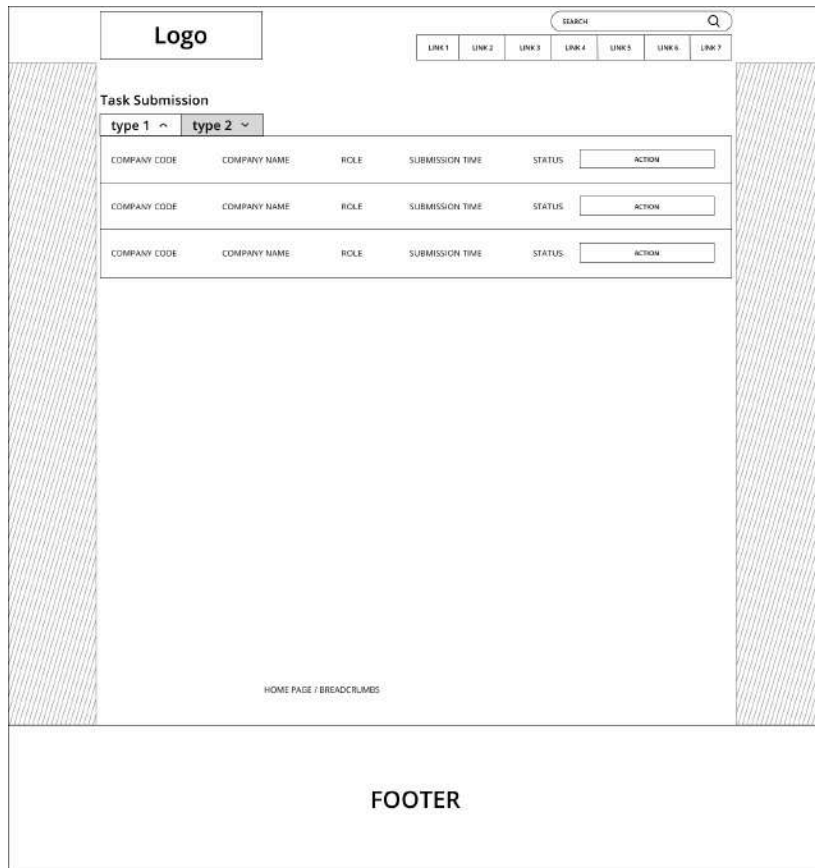 Logo
SEARCH
LINK 1 LINK 2 LINK 3 LINK 4 LINK 5 LINK 6 LINK 7
Task Submission
type 1 type 2
COMPANY CODE COMPANY NAME ROLE SUBMISSION TIME STATUS ACTION
COMPANY CODE COMPANY NAME ROLE SUBMISSION TIME STATUS ACTION
COMPANY CODE COMPANY NAME ROLE SUBMISSION TIME STATUS ACTION
HOME PAGE / BREADCRUMBS
FOOTER